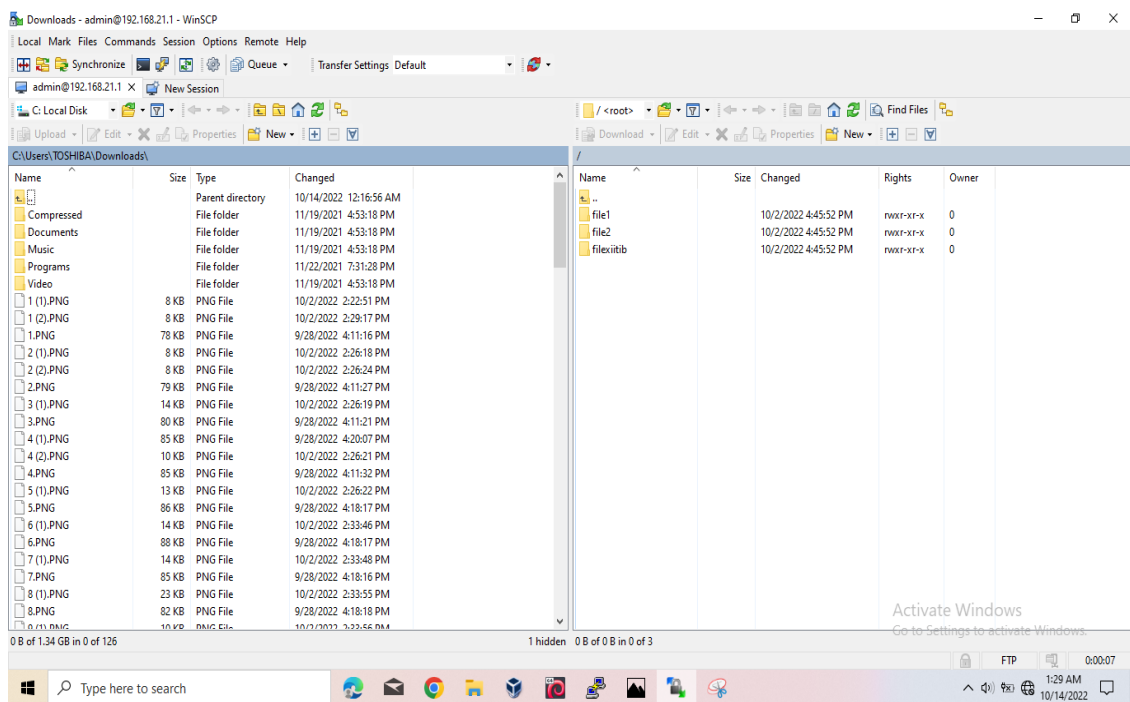 Downloads - admin@192.168.21.1 - WinSCP
Local Mark Files Commands Session Options Remote Help
Synchronize Queue Transfer Settings Default
admin@192.168.21.1 X New Session
C: Local Disk
Upload Edit Properties New
C:\Users\TOSHIBA\Downloads\
Name Size Type Changed
.. Parent directory 10/14/2022 12:16:56 AM
Compressed File folder 11/19/2021 4:53:18 PM
Documents File folder 11/19/2021 4:53:18 PM
Music File folder 11/19/2021 4:53:18 PM
Programs File folder 11/22/2021 7:31:28 PM
Video File folder 11/19/2021 4:53:18 PM
1 (1).PNG 8 KB PNG File 10/2/2022 2:22:51 PM
1 (2).PNG 8 KB PNG File 10/2/2022 2:29:17 PM
1.PNG 78 KB PNG File 9/28/2022 4:11:16 PM
2 (1).PNG 8 KB PNG File 10/2/2022 2:26:18 PM
2 (2).PNG 8 KB PNG File 10/2/2022 2:26:24 PM
2.PNG 79 KB PNG File 9/28/2022 4:11:27 PM
3 (1).PNG 14 KB PNG File 10/2/2022 2:26:19 PM
3.PNG 80 KB PNG File 9/28/2022 4:11:21 PM
4 (1).PNG 85 KB PNG File 9/28/2022 4:20:07 PM
4 (2).PNG 10 KB PNG File 10/2/2022 2:26:21 PM
4.PNG 85 KB PNG File 9/28/2022 4:11:32 PM
5 (1).PNG 13 KB PNG File 10/2/2022 2:26:22 PM
5.PNG 86 KB PNG File 9/28/2022 4:18:17 PM
6 (1).PNG 14 KB PNG File 10/2/2022 2:33:46 PM
6.PNG 88 KB PNG File 9/28/2022 4:18:17 PM
7 (1).PNG 14 KB PNG File 10/2/2022 2:33:48 PM
7.PNG 85 KB PNG File 9/28/2022 4:18:16 PM
8 (1).PNG 23 KB PNG File 10/2/2022 2:33:55 PM
8.PNG 82 KB PNG File 9/28/2022 4:18:18 PM
0 B of 1.34 GB in 0 of 126 1 hidden
/ <root> Find Files
Download Edit Properties New
/
Name Size Changed Rights Owner
..
file1 10/2/2022 4:45:52 PM rwxr-xr-x 0
file2 10/2/2022 4:45:52 PM rwxr-xr-x 0
filexiitib 10/2/2022 4:45:52 PM rwxr-xr-x 0
Activate Windows
Go to Settings to activate Windows.
0 B of 0 B in 0 of 3
FTP 0:00:07
Type here to search
1:29 AM
10/14/2022